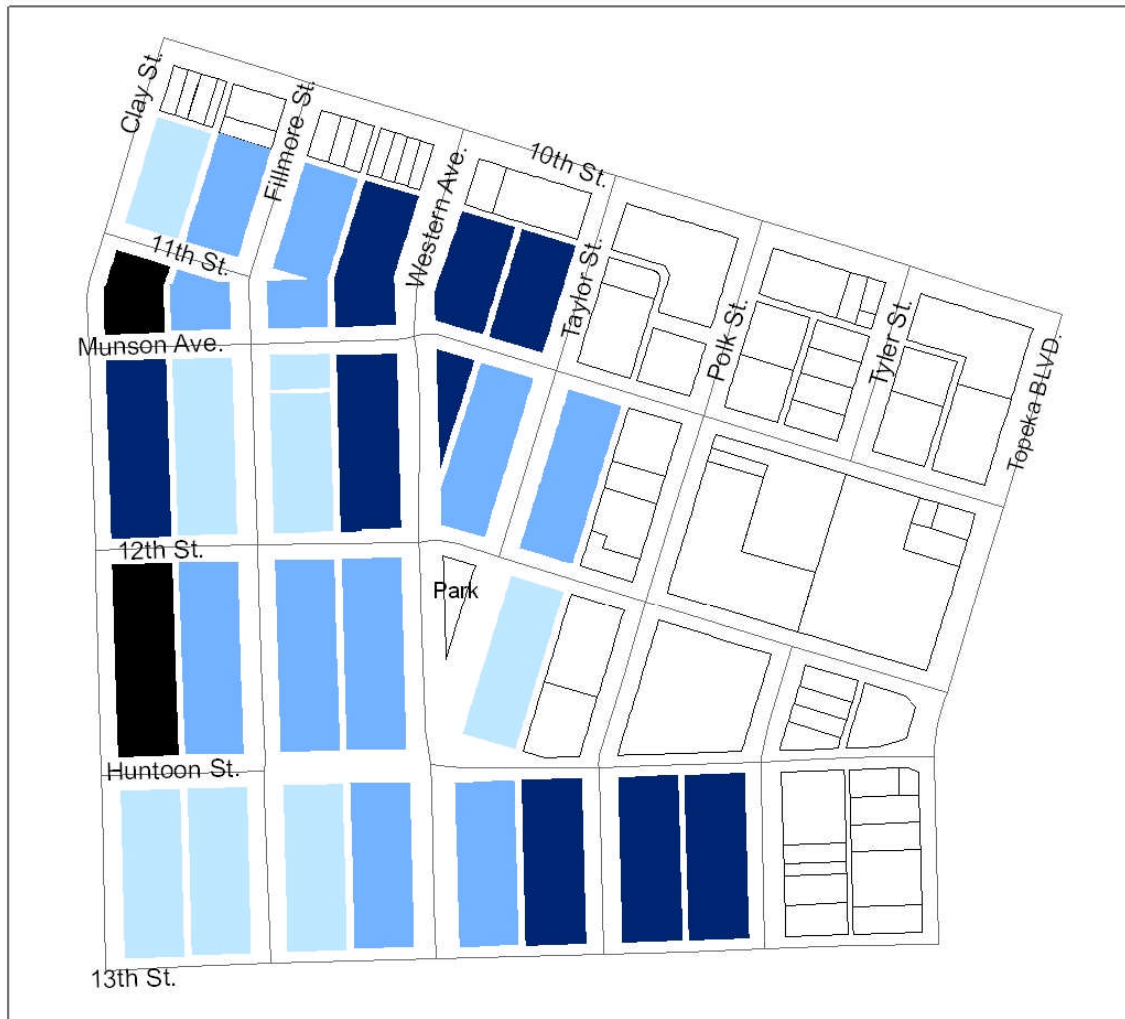 Clay St.
Fillmore St.
Western Ave.
10th St.
11th St.
Taylor St.
Polk St.
Tyler St.
Topeka BLVD.
Munson Ave.
12th St.
Park
Huntoon St.
13th St.